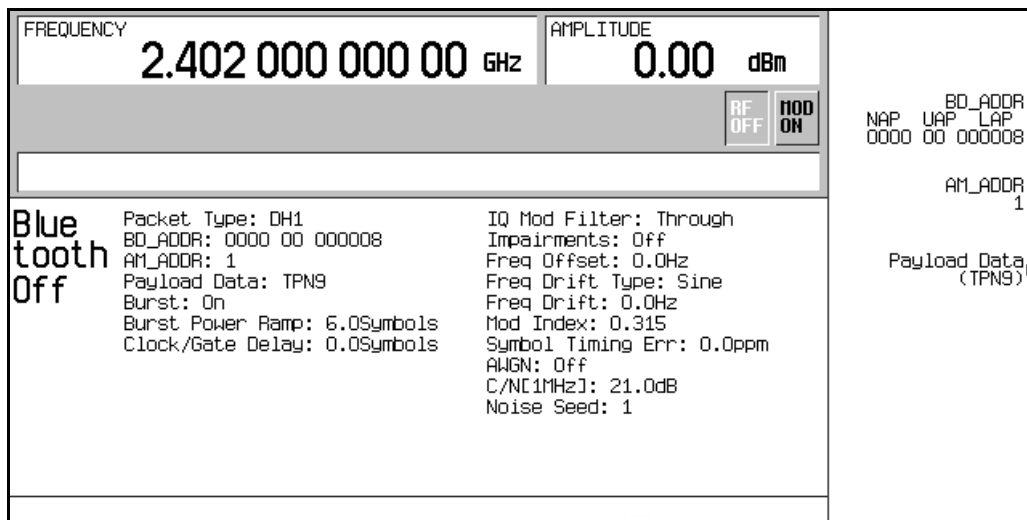 FREQUENCY
2.402 000 000 00 GHz
AMPLITUDE
0.00 dBm
RF OFF
MOD ON
Bluetooth Off
Packet Type: DH1
BD_ADDR: 0000 00 000008
AM_ADDR: 1
Payload Data: TPN9
Burst: On
Burst Power Ramp: 6.0Symbols
Clock/Gate Delay: 0.0Symbols
IQ Mod Filter: Through
Impairments: Off
Freq Offset: 0.0Hz
Freq Drift Type: Sine
Freq Drift: 0.0Hz
Mod Index: 0.315
Symbol Timing Err: 0.0ppm
AWGN: Off
C/N[1MHz]: 21.0dB
Noise Seed: 1
BD_ADDR
NAP UAP LAP
0000 00 000008
AM_ADDR
1
Payload Data
(TPN9)